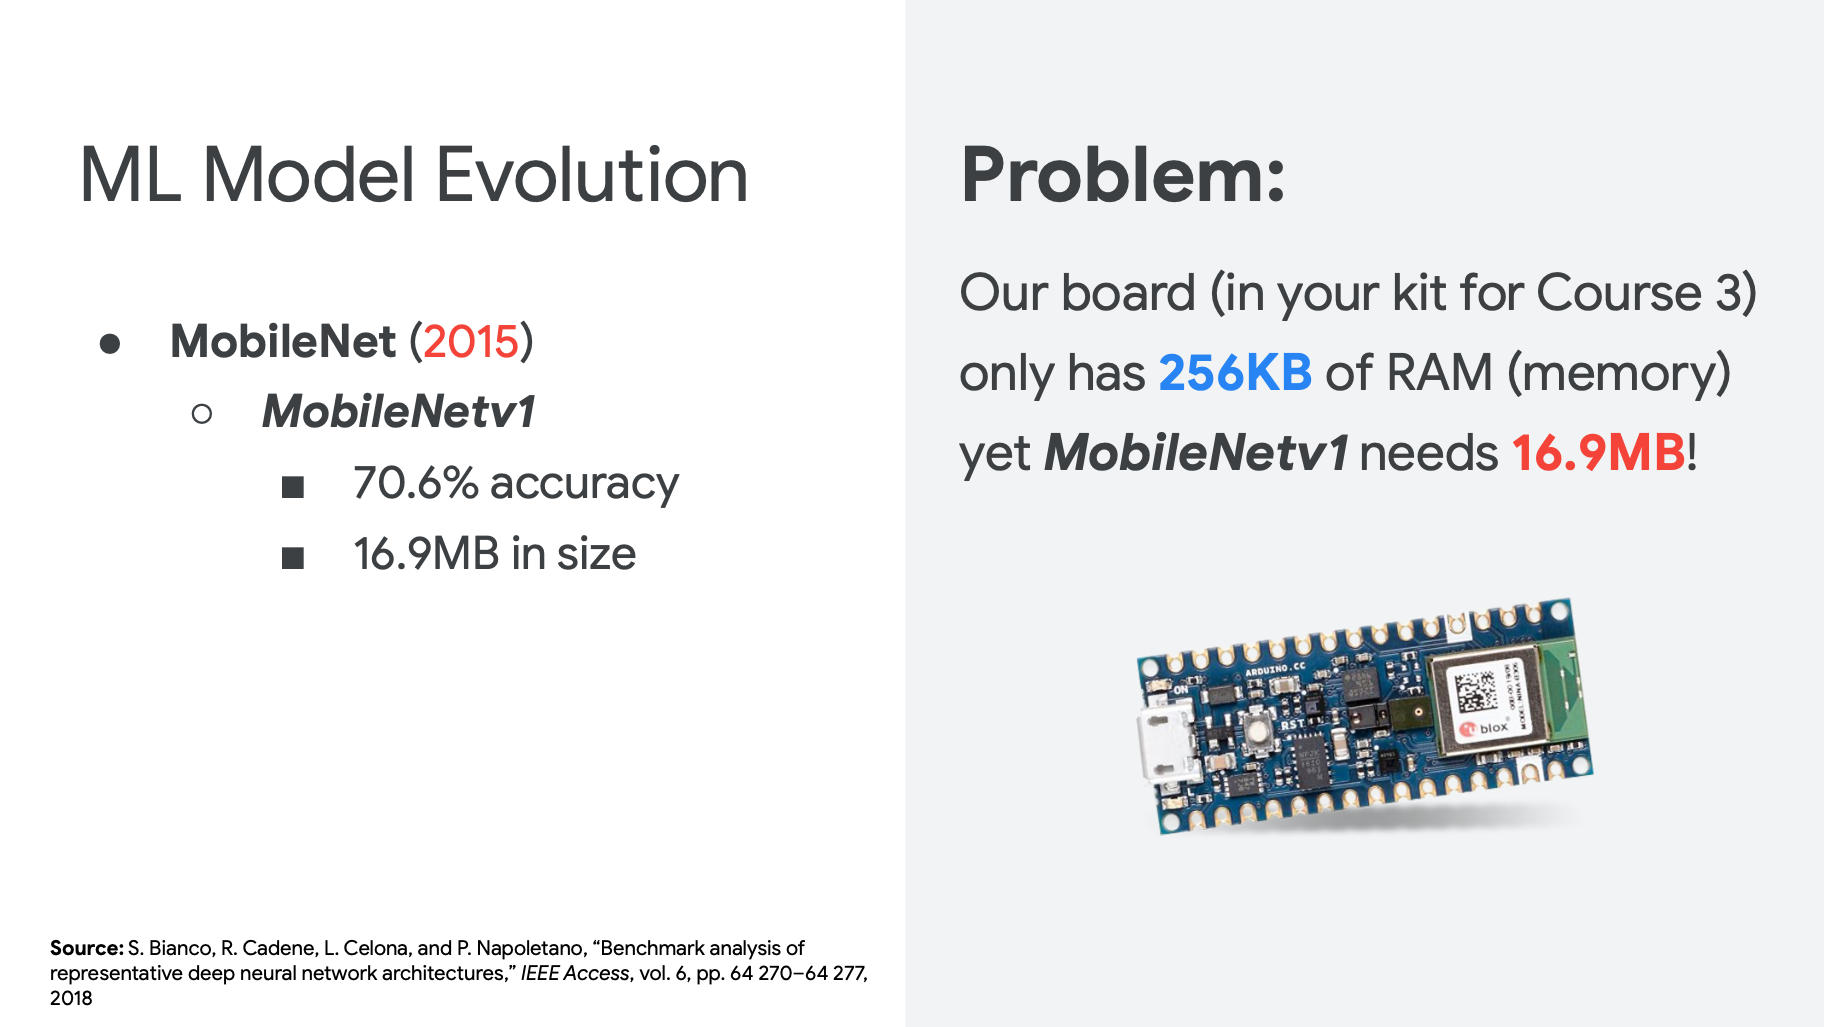 ML Model Evolution
● MobileNet (2015)
○ MobileNetv1
■ 70.6% accuracy
■ 16.9MB in size
Source: S. Bianco, R. Cadene, L. Celona, and P. Napoletano, “Benchmark analysis of
representative deep neural network architectures,” IEEE Access, vol. 6, pp. 64 270–64 277,
2018
Problem:
Our board (in your kit for Course 3)
only has 256KB of RAM (memory)
yet MobileNetv1 needs 16.9MB!
ARDUINO.CC
ON
RST
blox